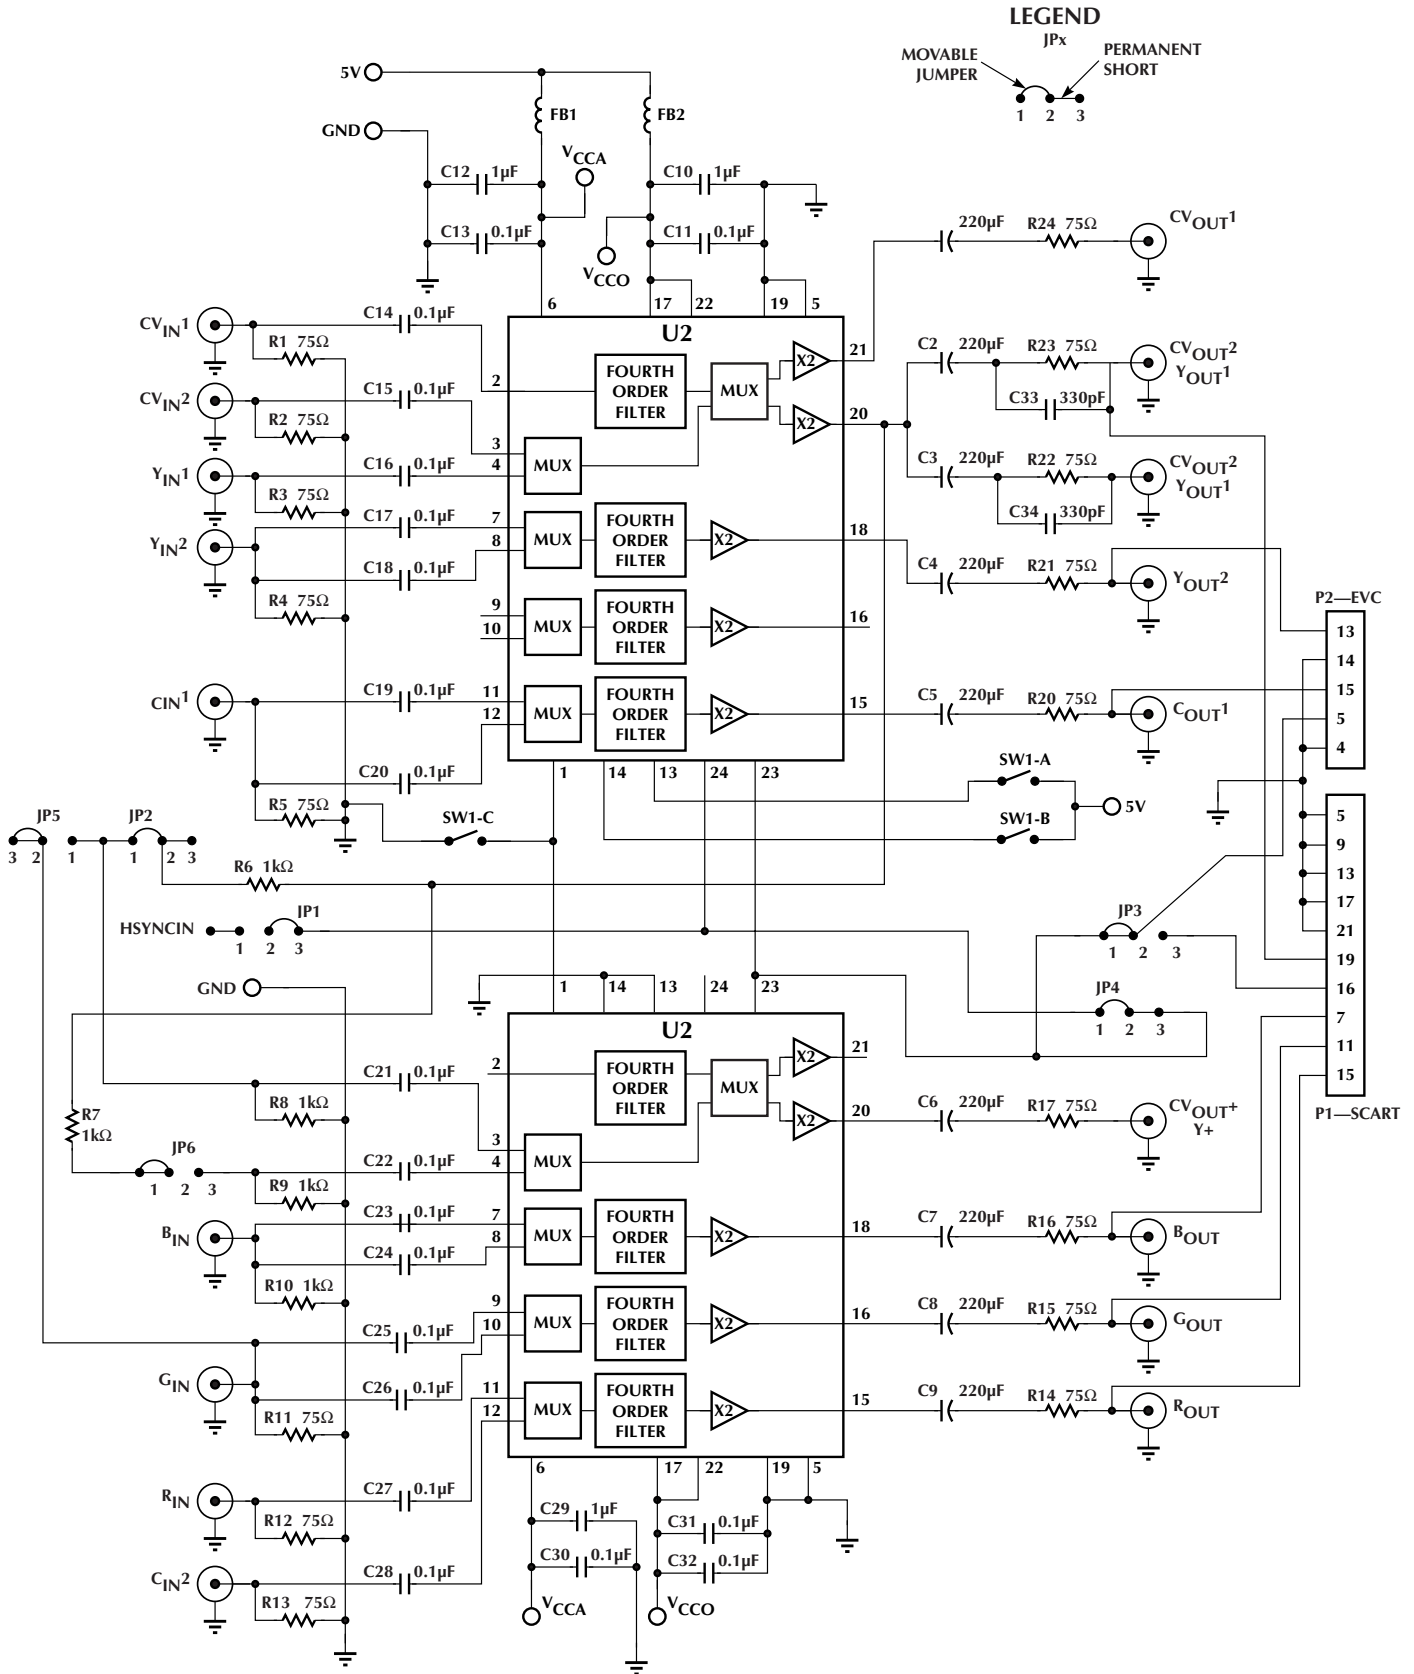 LEGEND
JPx
MOVABLE
JUMPER
PERMANENT
SHORT
1 2 3
5V
GND
FB1
FB2
VCCA
C12 1µF
C10 1µF
C13 0.1µF
C11 0.1µF
VCCO
6 17 22 19 5
220µF R24 75Ω CVOUT1
CVIN1
R1 75Ω
C14 0.1µF
U2
CVIN2
R2 75Ω
C15 0.1µF
YIN1
R3 75Ω
C16 0.1µF
YIN2
C17 0.1µF
C18 0.1µF
R4 75Ω
CIN1
C19 0.1µF
C20 0.1µF
R5 75Ω
2
FOURTH
ORDER
FILTER
MUX
X2
21
X2
20
3
4
MUX
7
8
MUX
FOURTH
ORDER
FILTER
X2
18
9
10
MUX
FOURTH
ORDER
FILTER
X2
16
11
12
MUX
FOURTH
ORDER
FILTER
X2
15
1 14 13 24 23
C2 220µF R23 75Ω
C33 330pF
CVOUT2
YOUT1
C3 220µF R22 75Ω
C34 330pF
CVOUT2
YOUT1
C4 220µF R21 75Ω
YOUT2
C5 220µF R20 75Ω
COUT1
P2—EVC
13
14
15
5
4
SW1-A
SW1-B
5V
SW1-C
5
9
13
17
21
19
16
7
11
15
P1—SCART
JP5
3 2 1
JP2
1 2 3
R6 1kΩ
HSYNCIN
JP1
1 2 3
GND
JP3
1 2 3
JP4
1 2 3
1 14 13 24 23
U2
R7
1kΩ
JP6
1 2 3
C21 0.1µF
R8 1kΩ
C22 0.1µF
R9 1kΩ
BIN
C23 0.1µF
C24 0.1µF
R10 1kΩ
GIN
C25 0.1µF
C26 0.1µF
R11 75Ω
RIN
C27 0.1µF
R12 75Ω
CIN2
C28 0.1µF
R13 75Ω
2
FOURTH
ORDER
FILTER
MUX
X2
21
X2
20
3
4
MUX
7
8
MUX
FOURTH
ORDER
FILTER
X2
18
9
10
MUX
FOURTH
ORDER
FILTER
X2
16
11
12
MUX
FOURTH
ORDER
FILTER
X2
15
6 17 22 19 5
C6 220µF R17 75Ω
CVOUT+
Y+
C7 220µF R16 75Ω
BOUT
C8 220µF R15 75Ω
GOUT
C9 220µF R14 75Ω
ROUT
C29 1µF
C30 0.1µF
C31 0.1µF
C32 0.1µF
VCCA
VCCO